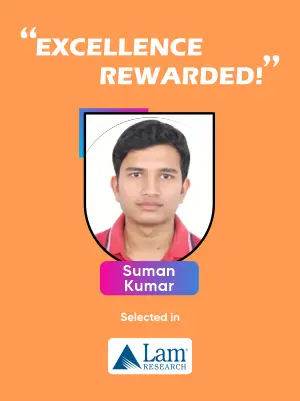 “EXCELLENCE
REWARDED!”
Suman
Kumar
Selected in
Lam®
RESEARCH